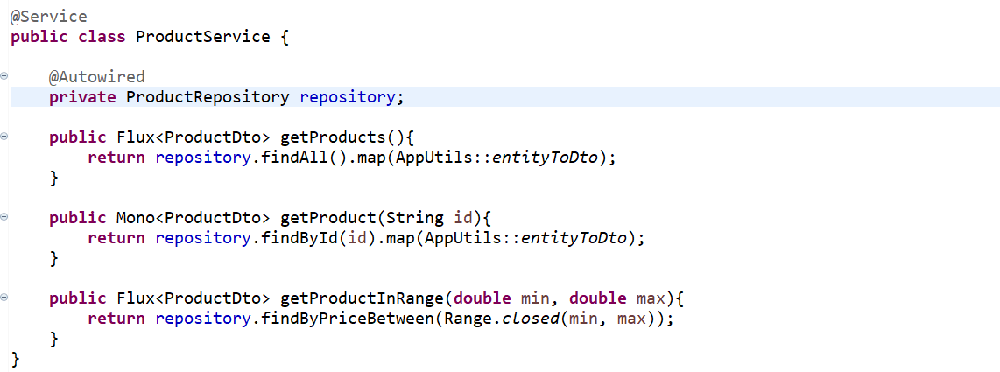 @Service
public class ProductService {
@Autowired
private ProductRepository repository;
public Flux<ProductDto> getProducts(){
return repository.findAll().map(AppUtils::entityToDto);
}
public Mono<ProductDto> getProduct(String id){
return repository.findById(id).map(AppUtils::entityToDto);
}
public Flux<ProductDto> getProductInRange(double min, double max){
return repository.findByPriceBetween(Range.closed(min, max));
}
}